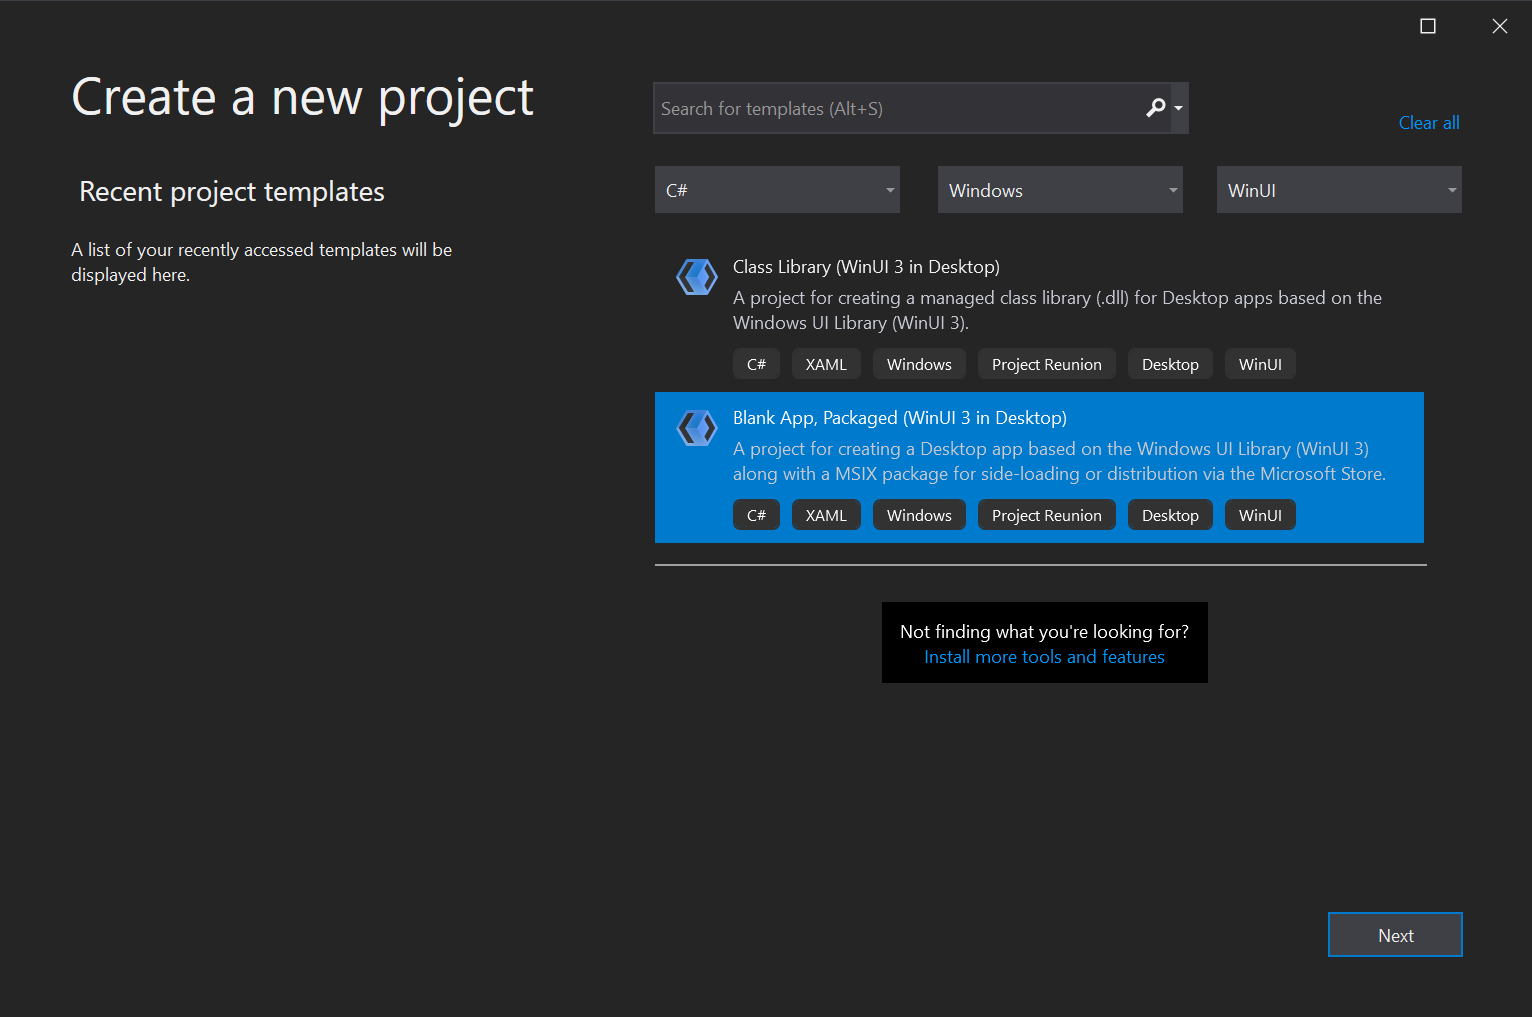 Create a new project
Recent project templates
A list of your recently accessed templates will be
displayed here.
Search for templates (Alt+S)
Clear all
C#
Windows
WinUI
Class Library (WinUI 3 in Desktop)
A project for creating a managed class library (.dll) for Desktop apps based on the
Windows UI Library (WinUI 3).
C# XAML Windows Project Reunion Desktop WinUI
Blank App, Packaged (WinUI 3 in Desktop)
A project for creating a Desktop app based on the Windows UI Library (WinUI 3)
along with a MSIX package for side-loading or distribution via the Microsoft Store.
C# XAML Windows Project Reunion Desktop WinUI
Not finding what you're looking for?
Install more tools and features
Next